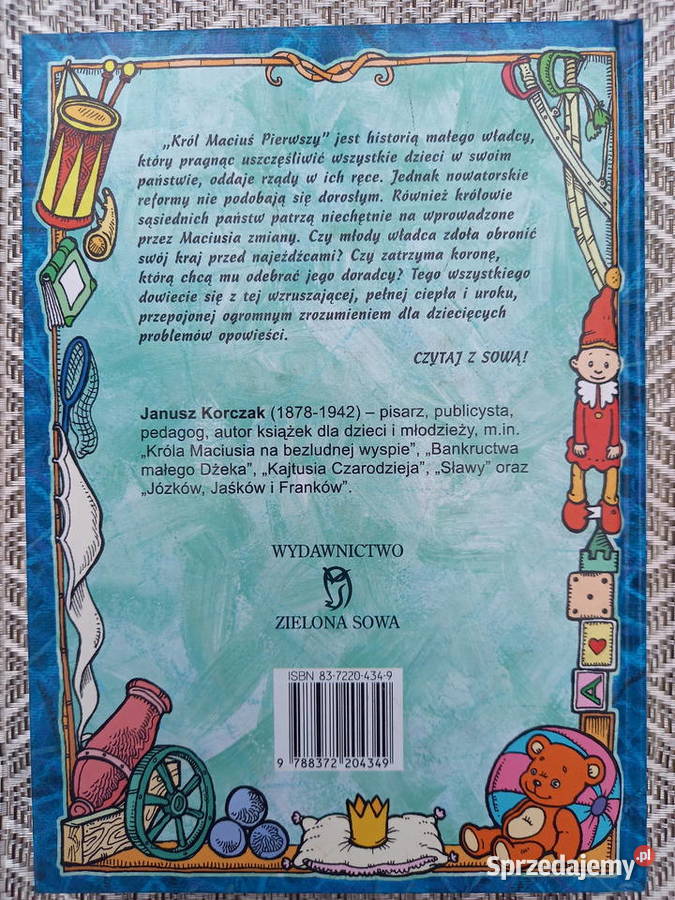 „Król Maciuś Pierwszy” jest historią małego władcy,
który pragnąc uszczęśliwić wszystkie dzieci w swoim
państwie, oddaje rządy w ich ręce. Jednak nowatorskie
reformy nie podobają się dorosłym. Również królowie
sąsiednich państw patrzą niechętnie na wprowadzone
przez Maciusia zmiany. Czy młody władca zdoła obronić
swój kraj przed najeźdźcami? Czy zatrzyma koronę,
którą chcą mu odebrać jego doradcy? Tego wszystkiego
dowiecie się z tej wzruszającej, pełnej ciepła i uroku,
przepojonej ogromnym zrozumieniem dla dziecięcych
problemów opowieści.
CZYTAJ Z SOWĄ!
Janusz Korczak (1878-1942) – pisarz, publicysta,
pedagog, autor książek dla dzieci i młodzieży, m.in.
„Króla Maciusia na bezludnej wyspie”, „Bankructwa
małego Dżeka”, „Kajtusia Czarodzieja”, „Sławy” oraz
„Józków, Jaśków i Franków”.
WYDAWNICTWO
ZIELONA SOWA
ISBN 83-7220-434-9
9 788372 204349
A
Sprzedajemy.pl